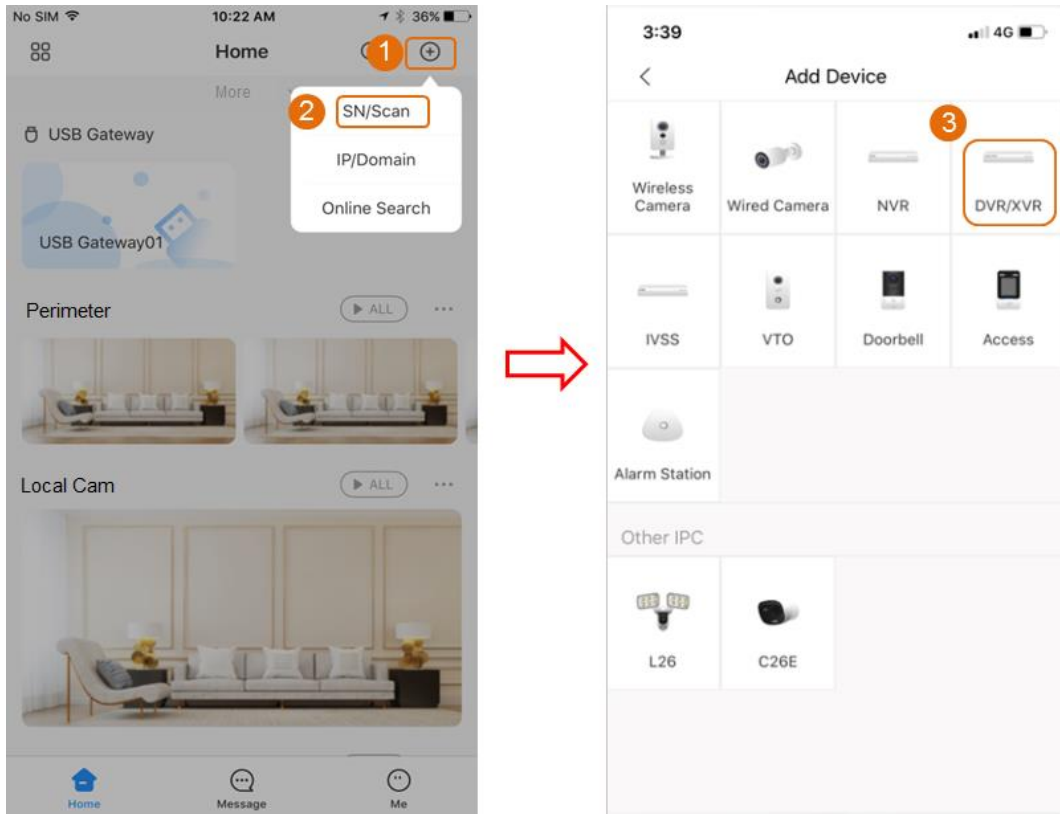 No SIM 10:22 AM 36%
Home
1
More
2 SN/Scan
IP/Domain
Online Search
USB Gateway
USB Gateway01
Perimeter
ALL
Local Cam
ALL
Home Message Me
3:39 4G
Add Device
3
Wireless
Camera
Wired Camera
NVR
DVR/XVR
IVSS
VTO
Doorbell
Access
Alarm Station
Other IPC
L26
C26E